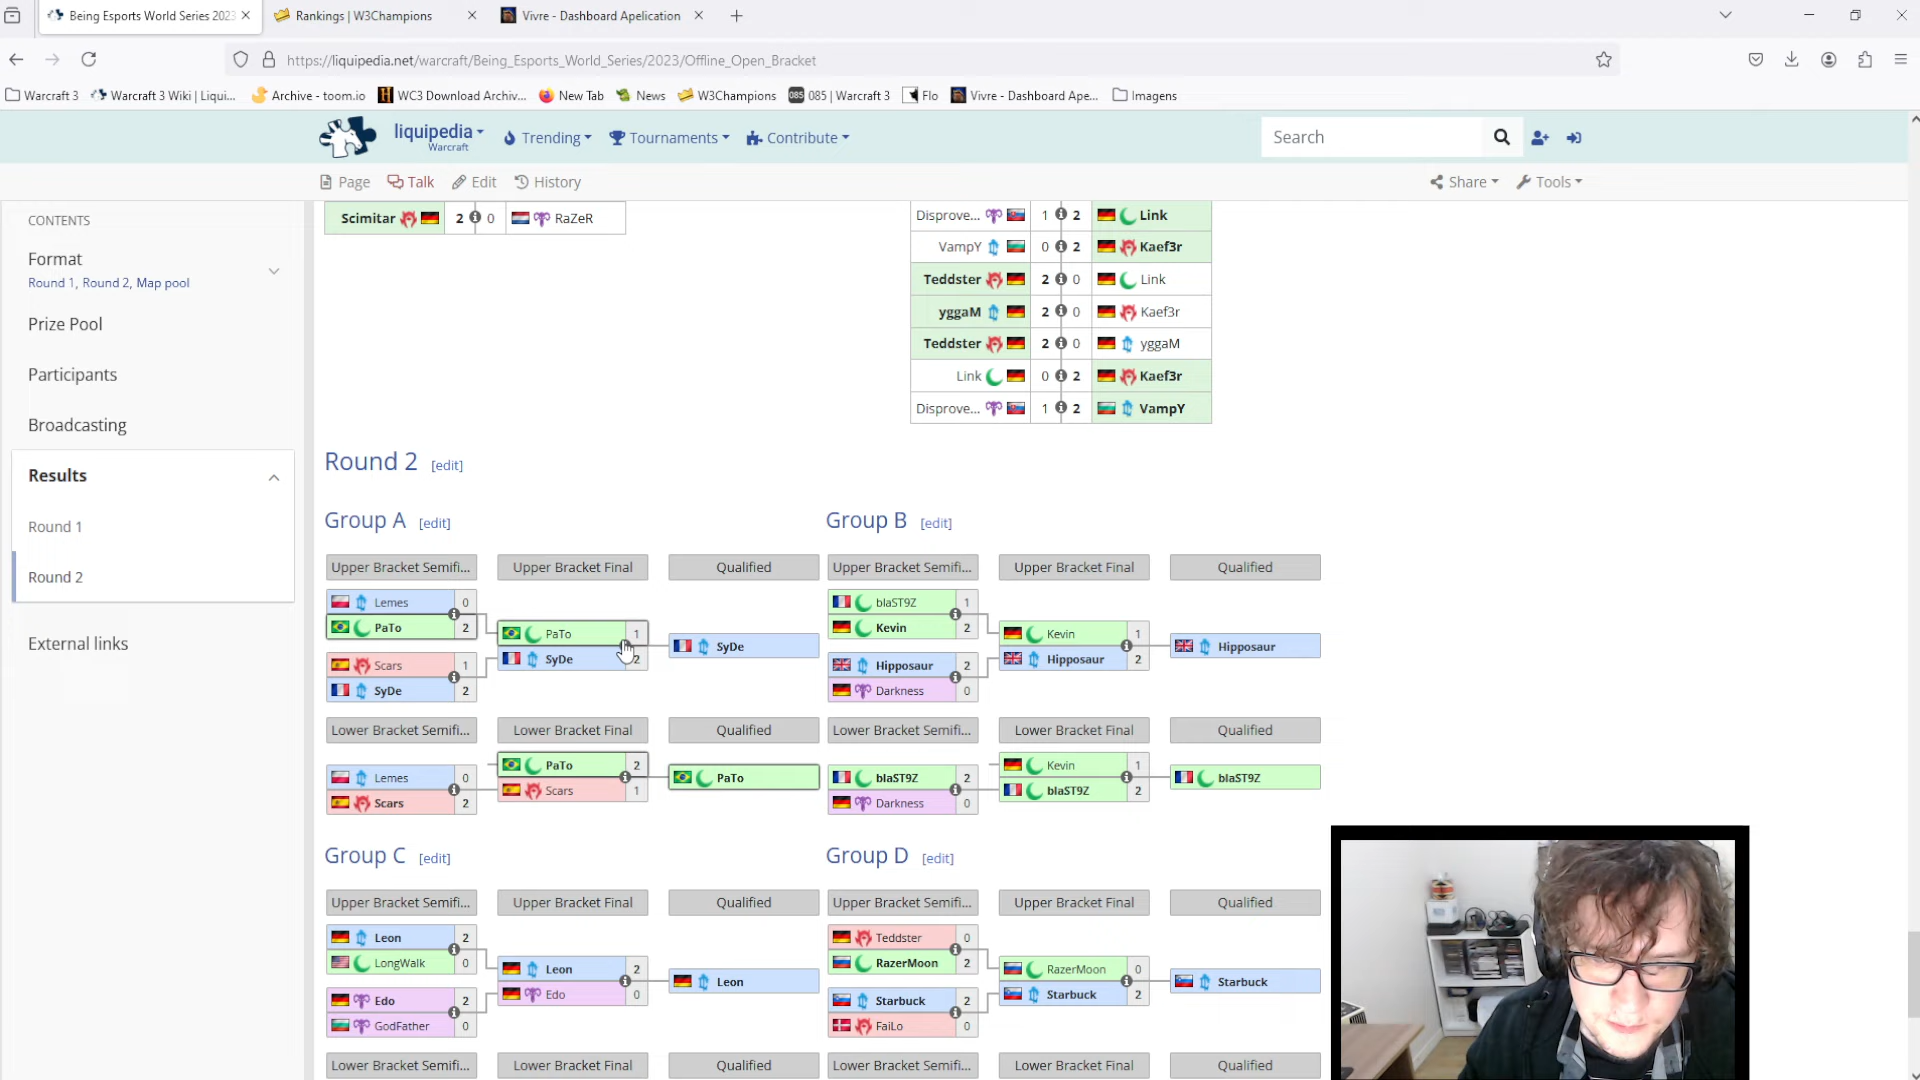 Being Esports World Series 2023
Rankings | W3Champions
Vivre - Dashboard Apelication
https://liquipedia.net/warcraft/Being_Esports_World_Series/2023/Offline_Open_Bracket
Warcraft 3
Warcraft 3 Wiki | Liqui...
Archive - toom.io
WC3 Download Archiv...
New Tab
News
W3Champions
085 | Warcraft 3
Flo
Vivre - Dashboard Ape...
Imagens
liquipedia
Warcraft
Trending
Tournaments
Contribute
Search
Page
Talk
Edit
History
Share
Tools
CONTENTS
Format
Round 1, Round 2, Map pool
Prize Pool
Participants
Broadcasting
Results
Round 1
Round 2
External links
Scimitar 2 0 RaZeR
Disprove... 1 2 Link
VampY 0 2 Kaef3r
Teddster 2 0 Link
yggaM 2 0 Kaef3r
Teddster 2 0 yggaM
Link 0 2 Kaef3r
Disprove... 1 2 VampY
Round 2 [edit]
Group A [edit]
Upper Bracket Semifi... Upper Bracket Final Qualified
Lemes 0
PaTo 2
Scars 1
SyDe 2
PaTo 1
SyDe 2
SyDe
Lower Bracket Semifi... Lower Bracket Final Qualified
Lemes 0
Scars 2
PaTo 2
Scars 1
PaTo
Group B [edit]
Upper Bracket Semifi... Upper Bracket Final Qualified
blaST9Z 1
Kevin 2
Hipposaur 2
Darkness 0
Kevin 1
Hipposaur 2
Hipposaur
Lower Bracket Semifi... Lower Bracket Final Qualified
blaST9Z 2
Darkness 0
Kevin 1
blaST9Z 2
blaST9Z
Group C [edit]
Upper Bracket Semifi... Upper Bracket Final Qualified
Leon 2
LongWalk 0
Edo 2
GodFather 0
Leon 2
Edo 0
Leon
Lower Bracket Semifi... Lower Bracket Final Qualified
Group D [edit]
Upper Bracket Semifi... Upper Bracket Final Qualified
Teddster 0
RazerMoon 2
Starbuck 2
FaiLo 0
RazerMoon 0
Starbuck 2
Starbuck
Lower Bracket Semifi... Lower Bracket Final Qualified